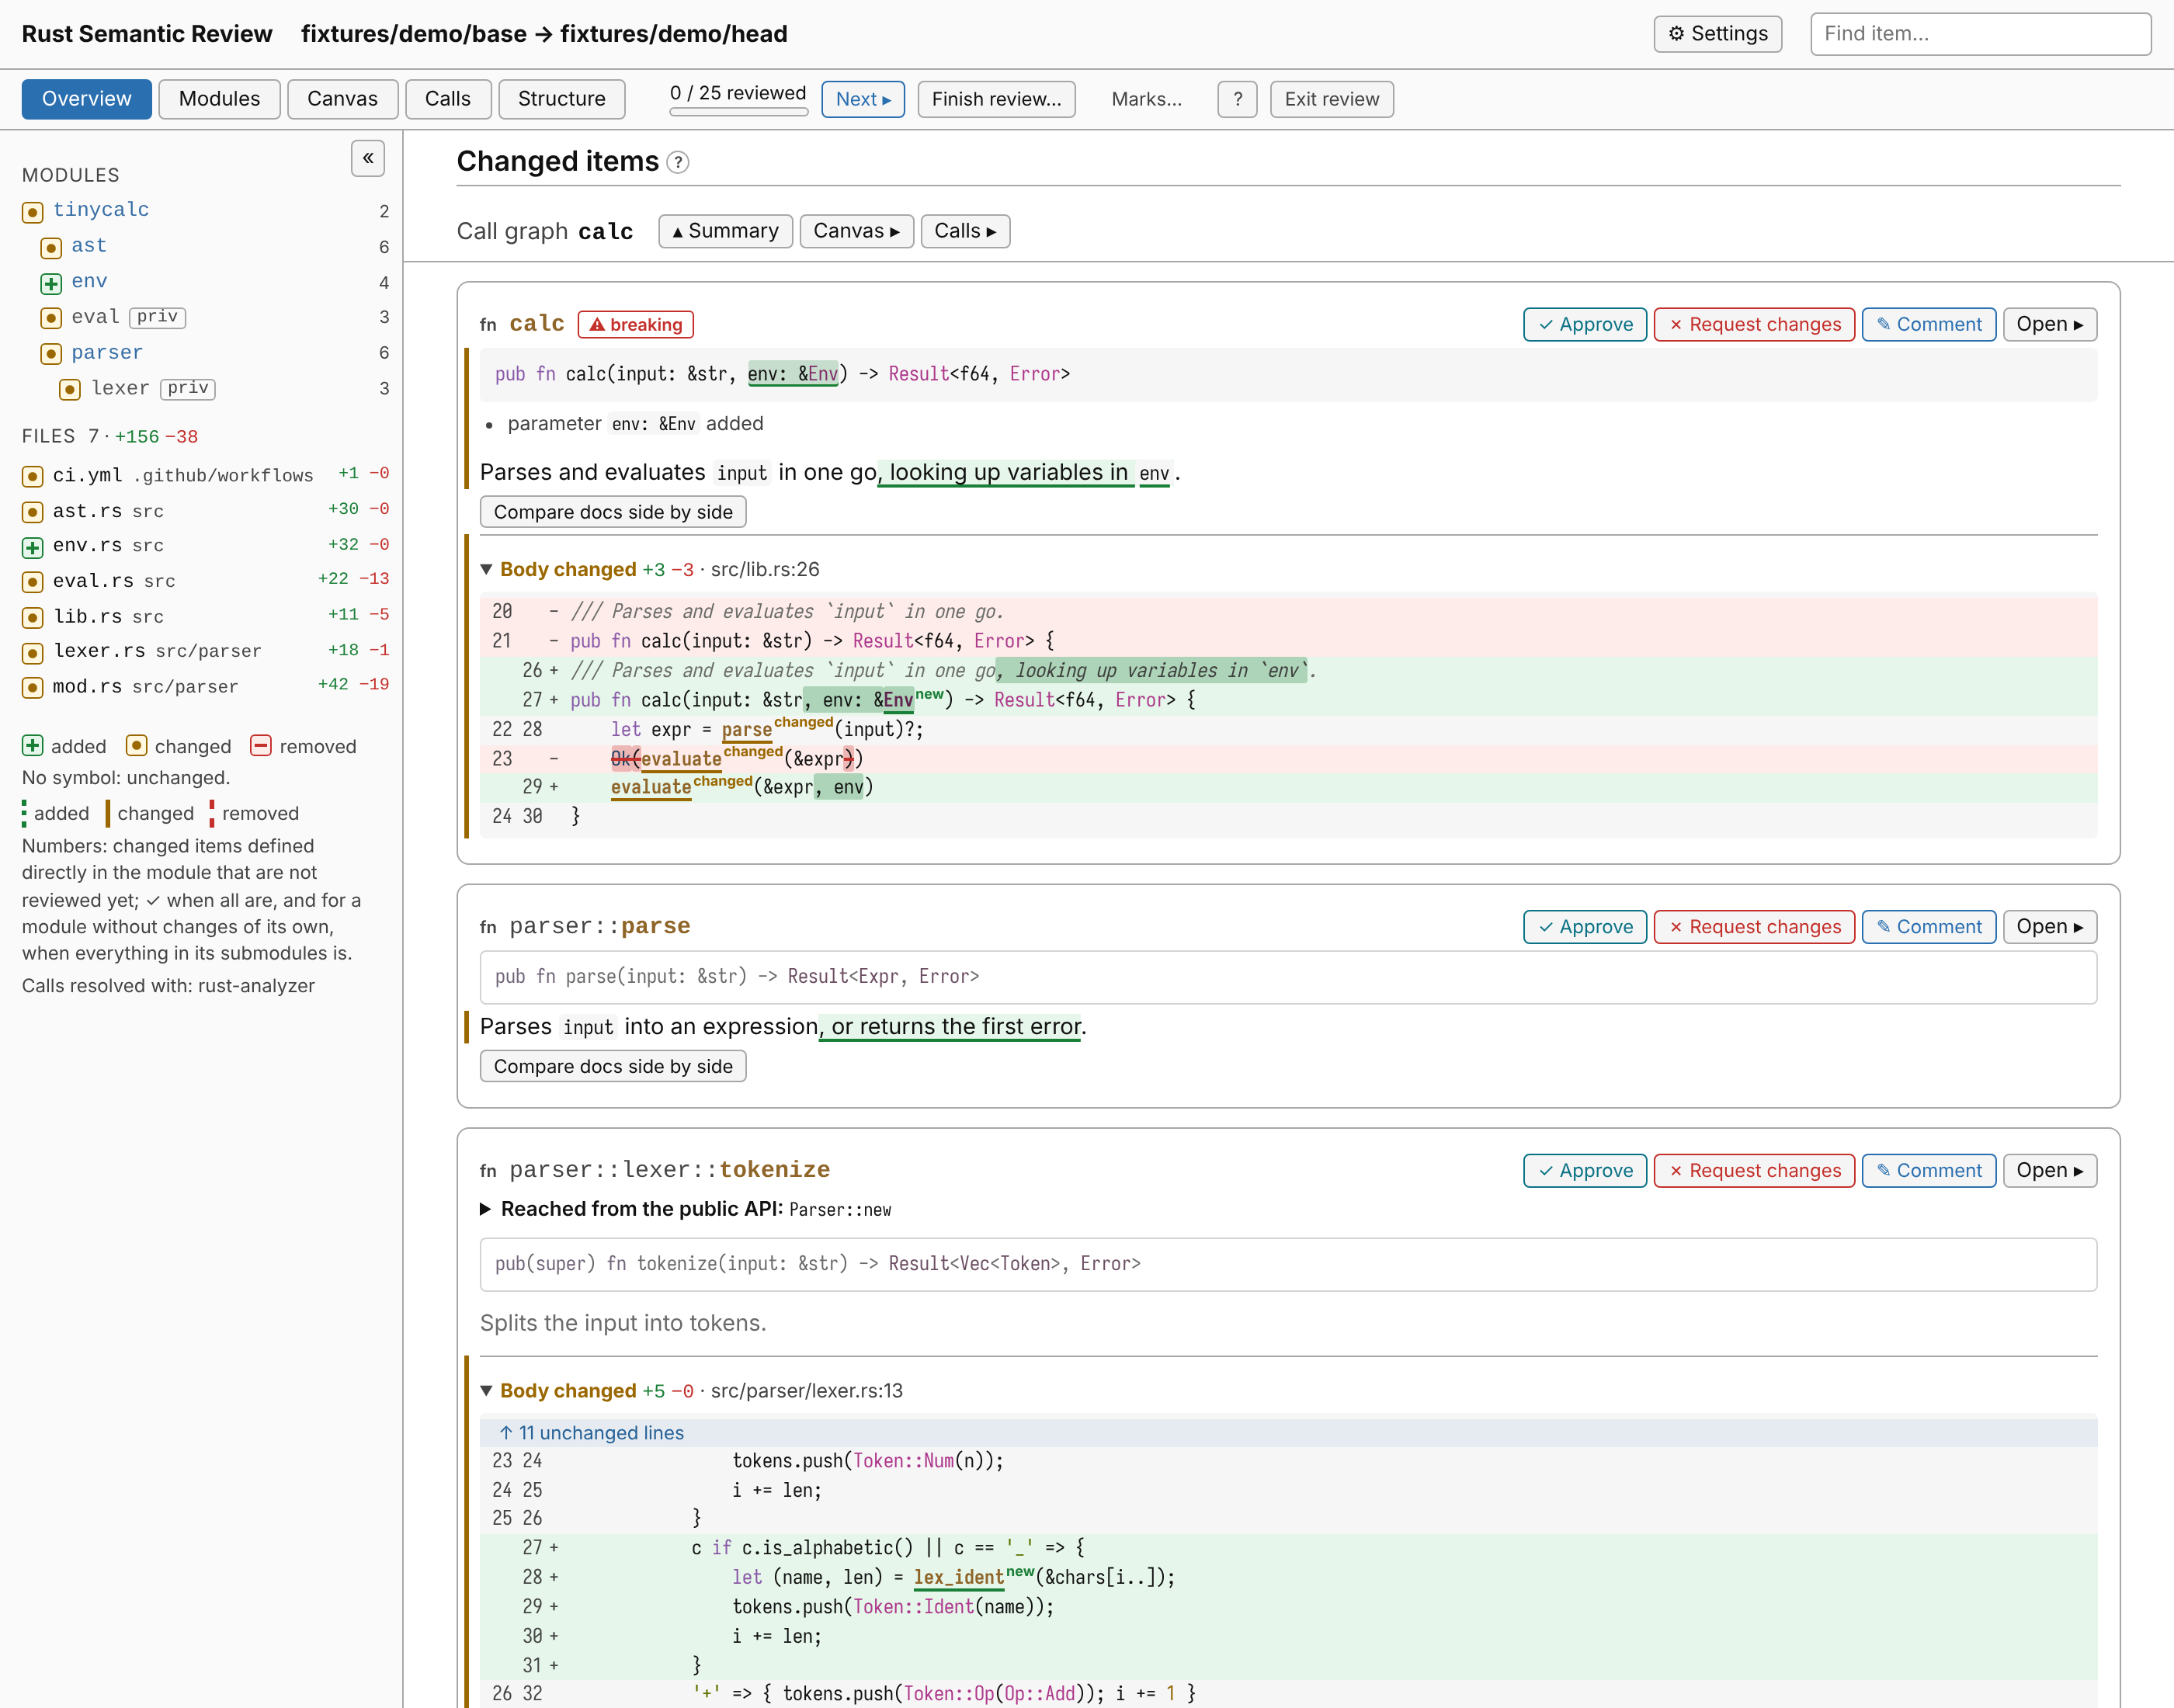 Rust Semantic Review fixtures/demo/base → fixtures/demo/head ⚙ Settings Find item...
Overview Modules Canvas Calls Structure 0 / 25 reviewed Next ▸ Finish review... Marks... ? Exit review
«
MODULES
tinycalc 2
ast 6
env 4
eval priv 3
parser 6
lexer priv 3
FILES 7 · +156 −38
ci.yml .github/workflows +1 −0
ast.rs src +30 −0
env.rs src +32 −0
eval.rs src +22 −13
lib.rs src +11 −5
lexer.rs src/parser +18 −1
mod.rs src/parser +42 −19
added changed removed
No symbol: unchanged.
added changed removed
Numbers: changed items defined
directly in the module that are not
reviewed yet; ✓ when all are, and for a
module without changes of its own,
when everything in its submodules is.
Calls resolved with: rust-analyzer
Changed items ?
Call graph calc ▴ Summary Canvas ▸ Calls ▸
fn calc ⚠ breaking ✓ Approve × Request changes ✎ Comment Open ▸
pub fn calc(input: &str, env: &Env) -> Result<f64, Error>
• parameter env: &Env added
Parses and evaluates input in one go, looking up variables in env.
Compare docs side by side
▼ Body changed +3 −3 · src/lib.rs:26
20 − /// Parses and evaluates `input` in one go.
21 − pub fn calc(input: &str) -> Result<f64, Error> {
26 + /// Parses and evaluates `input` in one go, looking up variables in `env`.
27 + pub fn calc(input: &str, env: &Env new) -> Result<f64, Error> {
22 28 let expr = parse changed(input)?;
23 − Ok(evaluate changed(&expr))
29 + evaluate changed(&expr, env)
24 30 }
fn parser::parse ✓ Approve × Request changes ✎ Comment Open ▸
pub fn parse(input: &str) -> Result<Expr, Error>
Parses input into an expression, or returns the first error.
Compare docs side by side
fn parser::lexer::tokenize ✓ Approve × Request changes ✎ Comment Open ▸
▶ Reached from the public API: Parser::new
pub(super) fn tokenize(input: &str) -> Result<Vec<Token>, Error>
Splits the input into tokens.
▼ Body changed +5 −0 · src/parser/lexer.rs:13
↑ 11 unchanged lines
23 24 tokens.push(Token::Num(n));
24 25 i += len;
25 26 }
27 + c if c.is_alphabetic() || c == '_' => {
28 + let (name, len) = lex_ident new(&chars[i..]);
29 + tokens.push(Token::Ident(name));
30 + i += len;
31 + }
26 32 '+' => { tokens.push(Token::Op(Op::Add)); i += 1 }